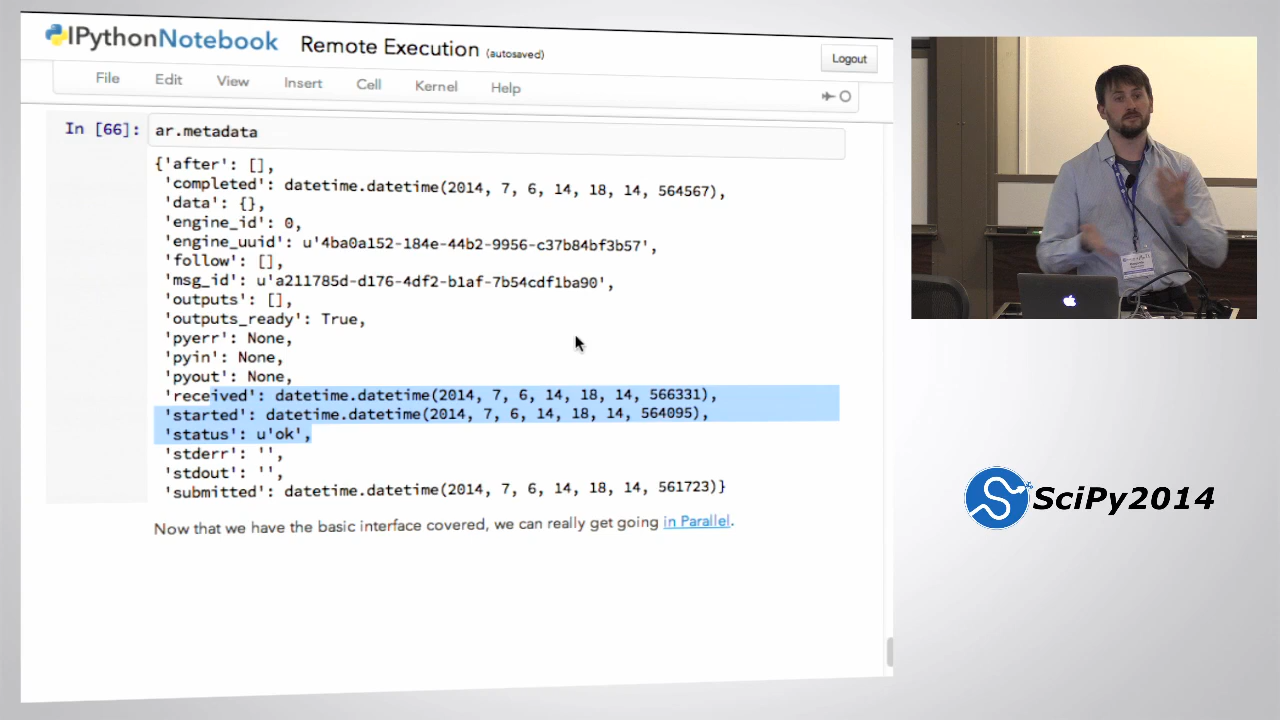 IPythonNotebook Remote Execution (autosaved)
Logout
File Edit View Insert Cell Kernel Help
In [66]: ar.metadata
{'after': [],
'completed': datetime.datetime(2014, 7, 6, 14, 18, 14, 564567),
'data': {},
'engine_id': 0,
'engine_uuid': u'4ba0a152-184e-44b2-9956-c37b84bf3b57',
'follow': [],
'msg_id': u'a211785d-d176-4df2-b1af-7b54cdf1ba90',
'outputs': [],
'outputs_ready': True,
'pyerr': None,
'pyin': None,
'pyout': None,
'received': datetime.datetime(2014, 7, 6, 14, 18, 14, 566331),
'started': datetime.datetime(2014, 7, 6, 14, 18, 14, 564095),
'status': u'ok',
'stderr': '',
'stdout': '',
'submitted': datetime.datetime(2014, 7, 6, 14, 18, 14, 561723)}
Now that we have the basic interface covered, we can really get going in Parallel.
SciPy2014